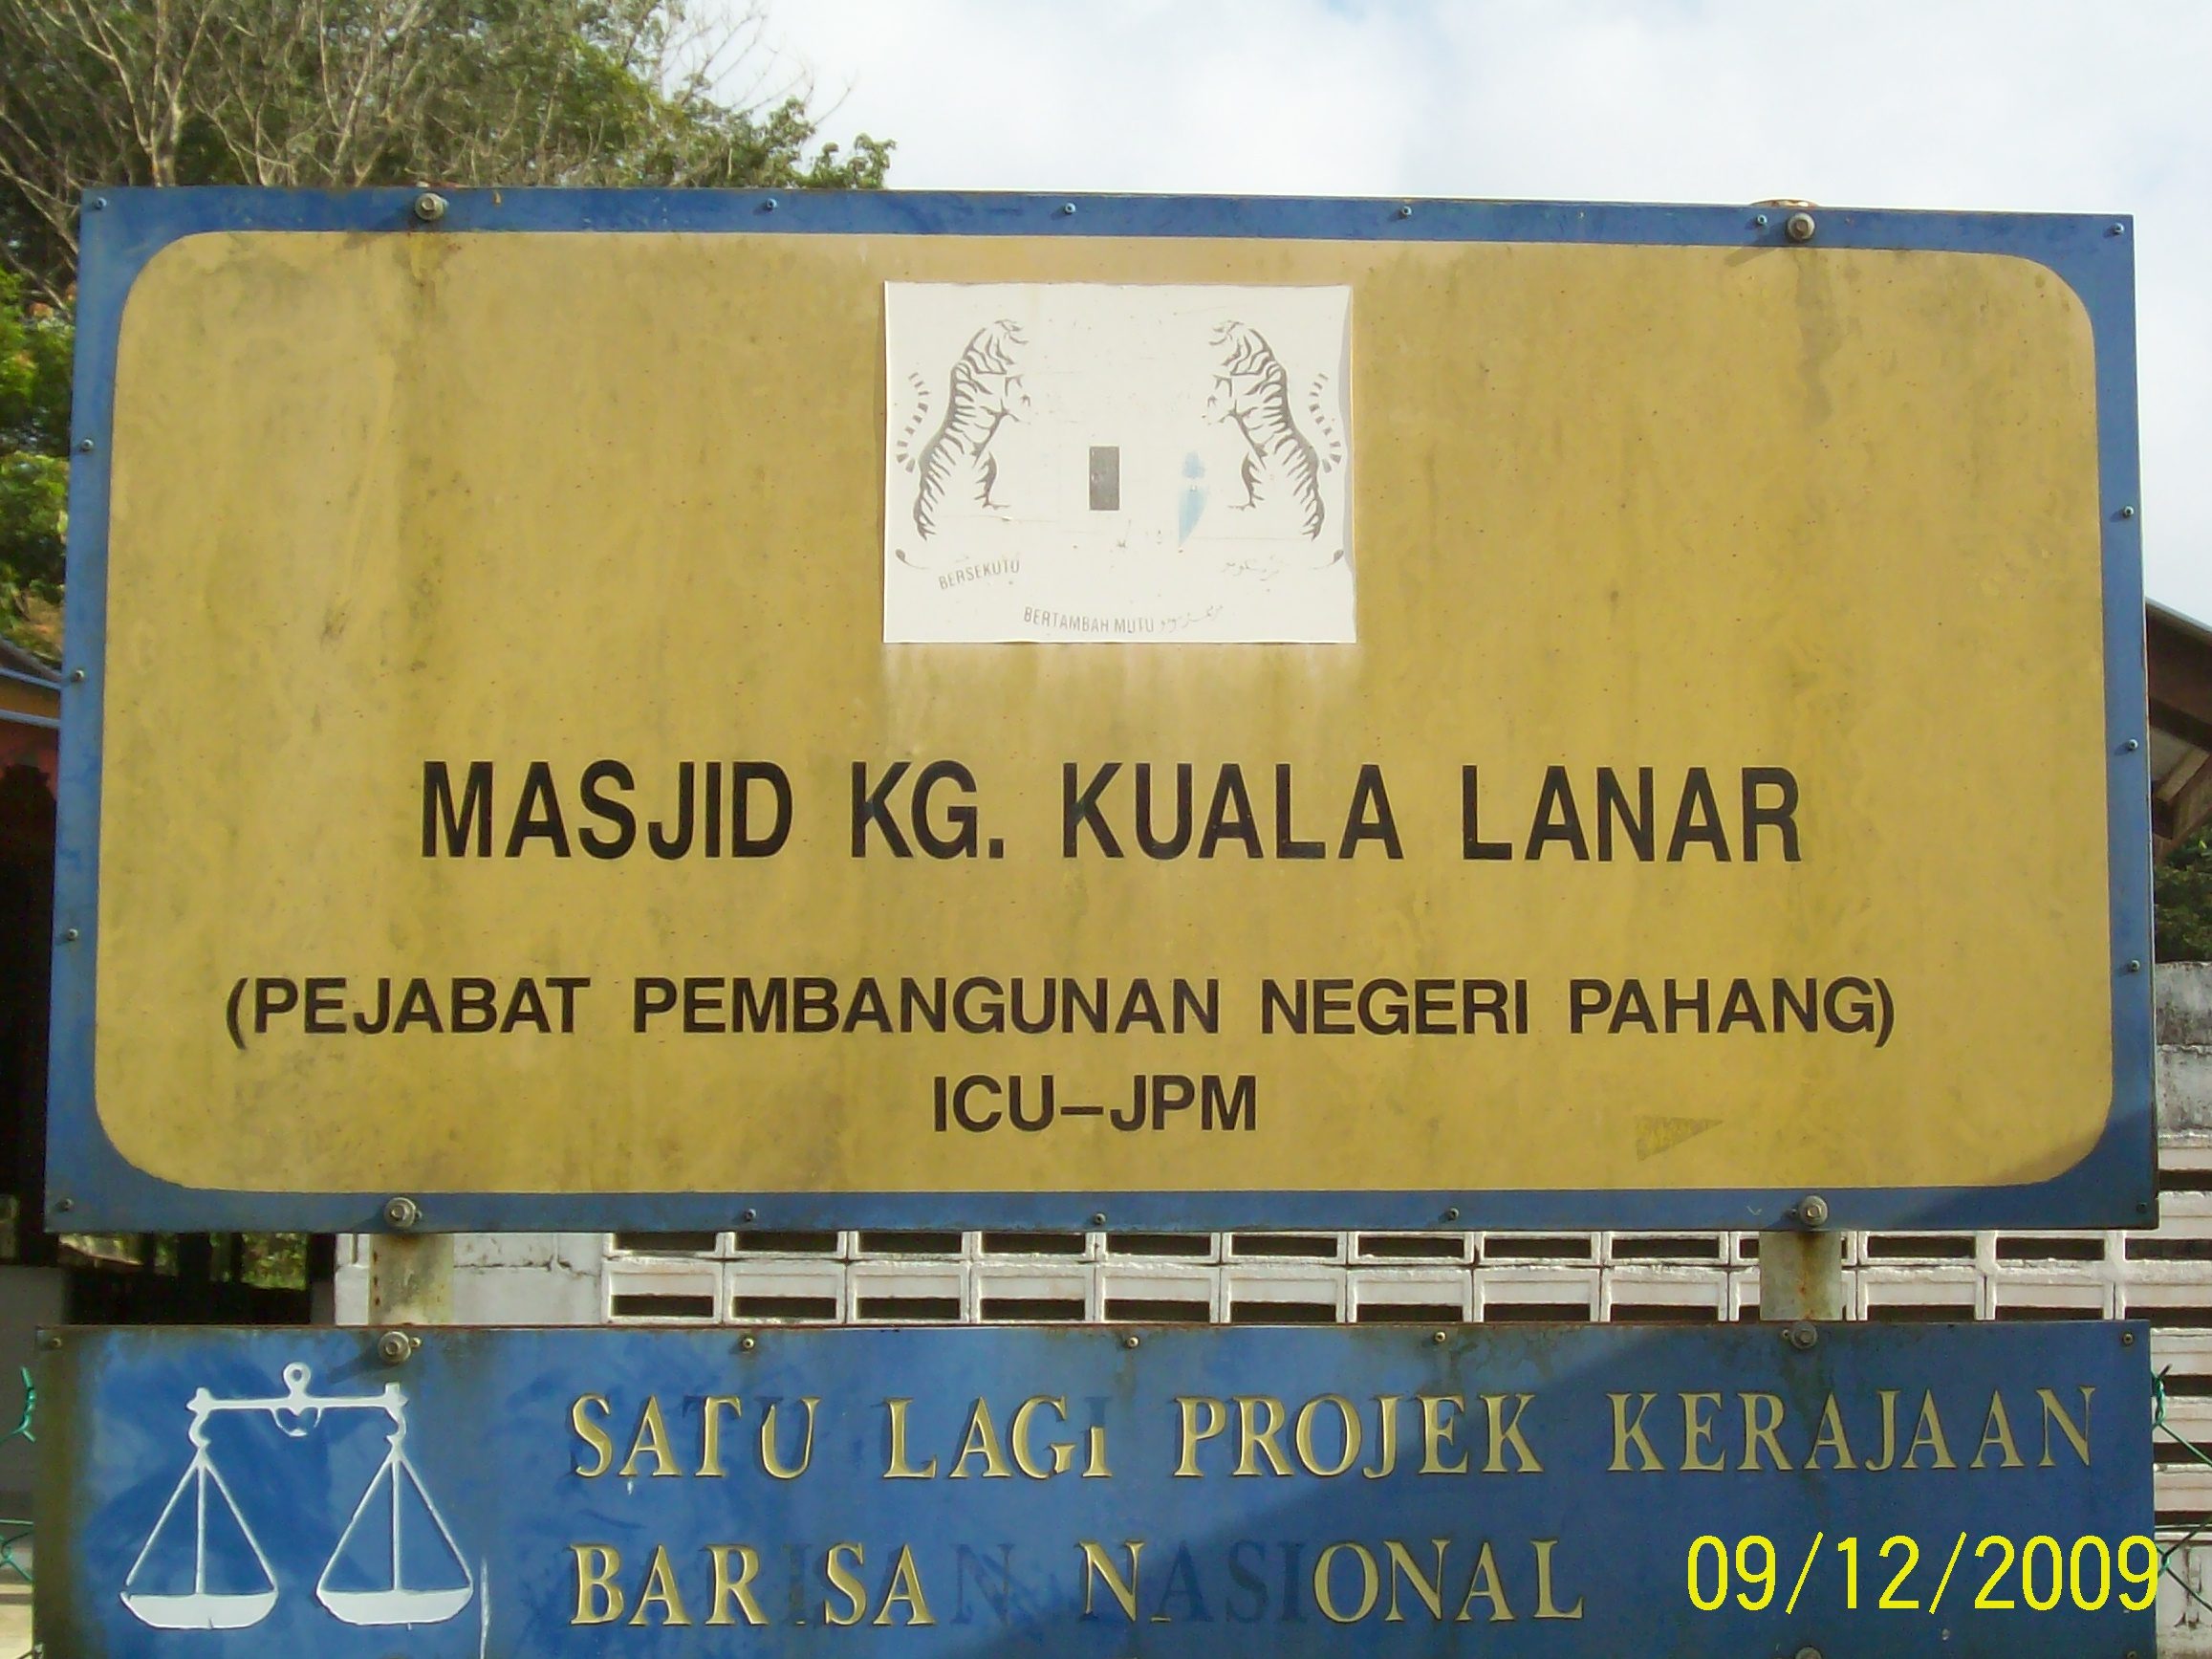 BERSEKUTU
BERTAMBAH MUTU
MASJID KG. KUALA LANAR
(PEJABAT PEMBANGUNAN NEGERI PAHANG)
ICU–JPM
SATU LAGI PROJEK KERAJAAN
BARISAN NASIONAL
09/12/2009